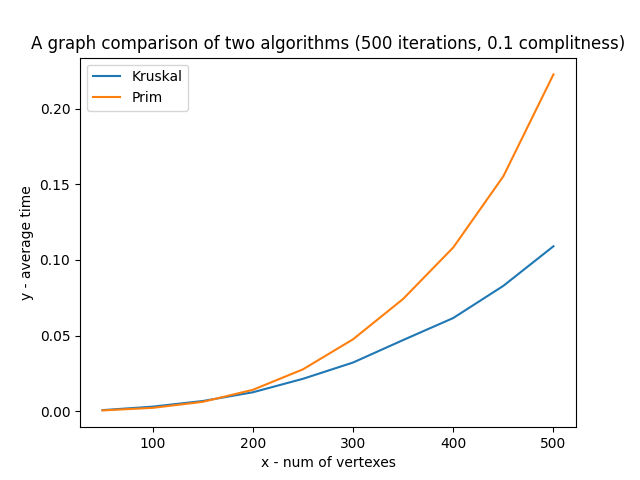 A graph comparison of two algorithms (500 iterations, 0.1 complitness)
Kruskal
Prim
0.20
0.15
0.10
0.05
0.00
y - average time
100 200 300 400 500
x - num of vertexes